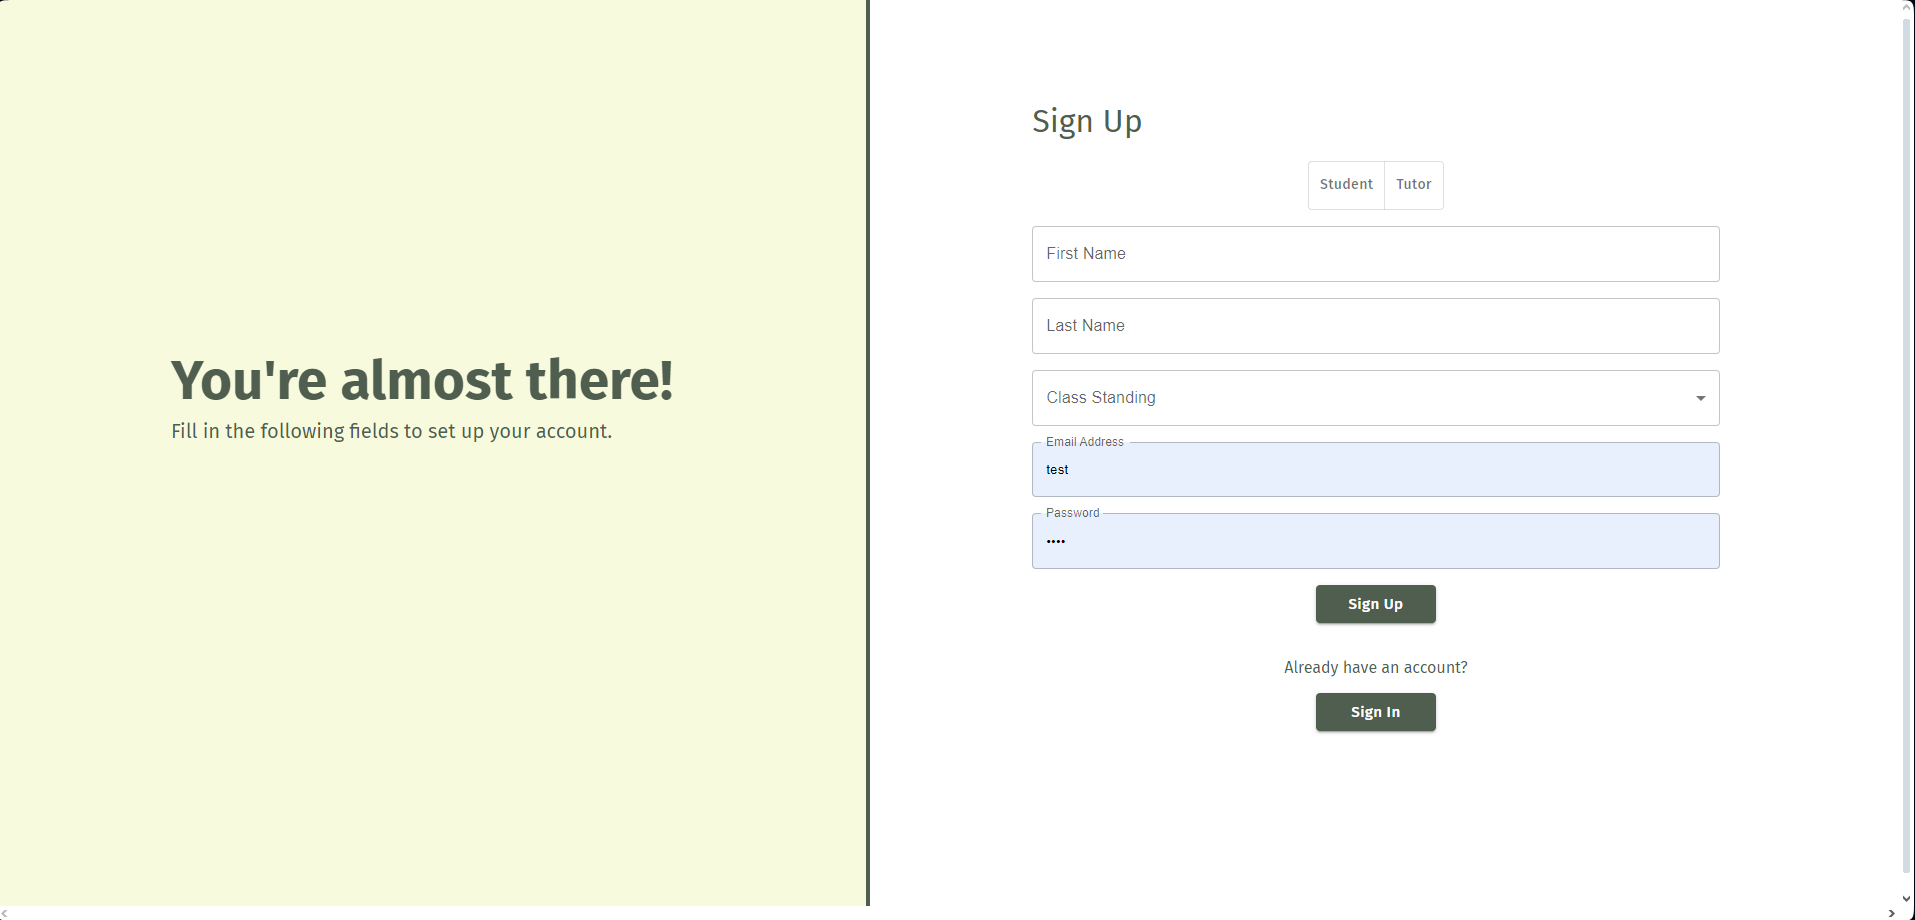 You're almost there!
Fill in the following fields to set up your account.
Sign Up
Student Tutor
First Name
Last Name
Class Standing
Email Address
test
Password
••••
Sign Up
Already have an account?
Sign In